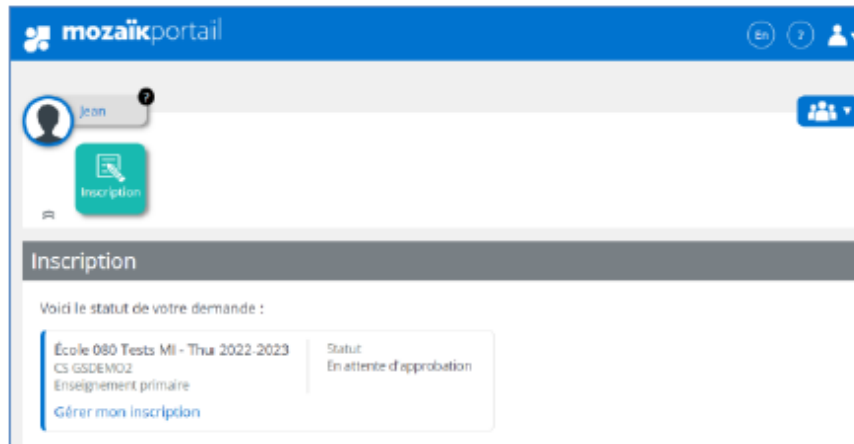 mozaïkportail
En ?
Jean ?
Inscription
Inscription
Voici le statut de votre demande :
École 080 Tests MI - Thur 2022-2023
CS GSDEMO2
Enseignement primaire
Gérer mon inscription
Statut
En attente d'approbation